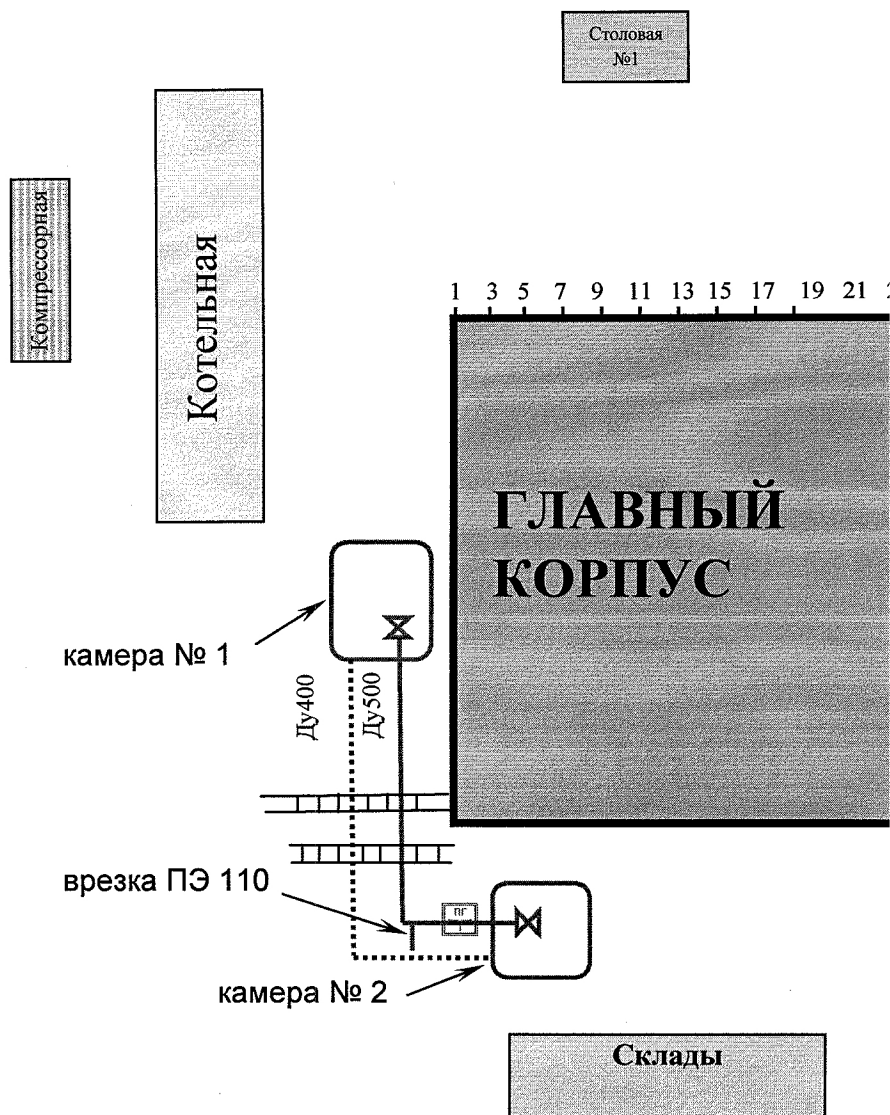 Столовая
№1
Компрессорная
Котельная
1 3 5 7 9 11 13 15 17 19 21
ГЛАВНЫЙ
КОРПУС
камера № 1
Ду400
Ду500
врезка ПЭ 110
ПГ
камера № 2
Склады